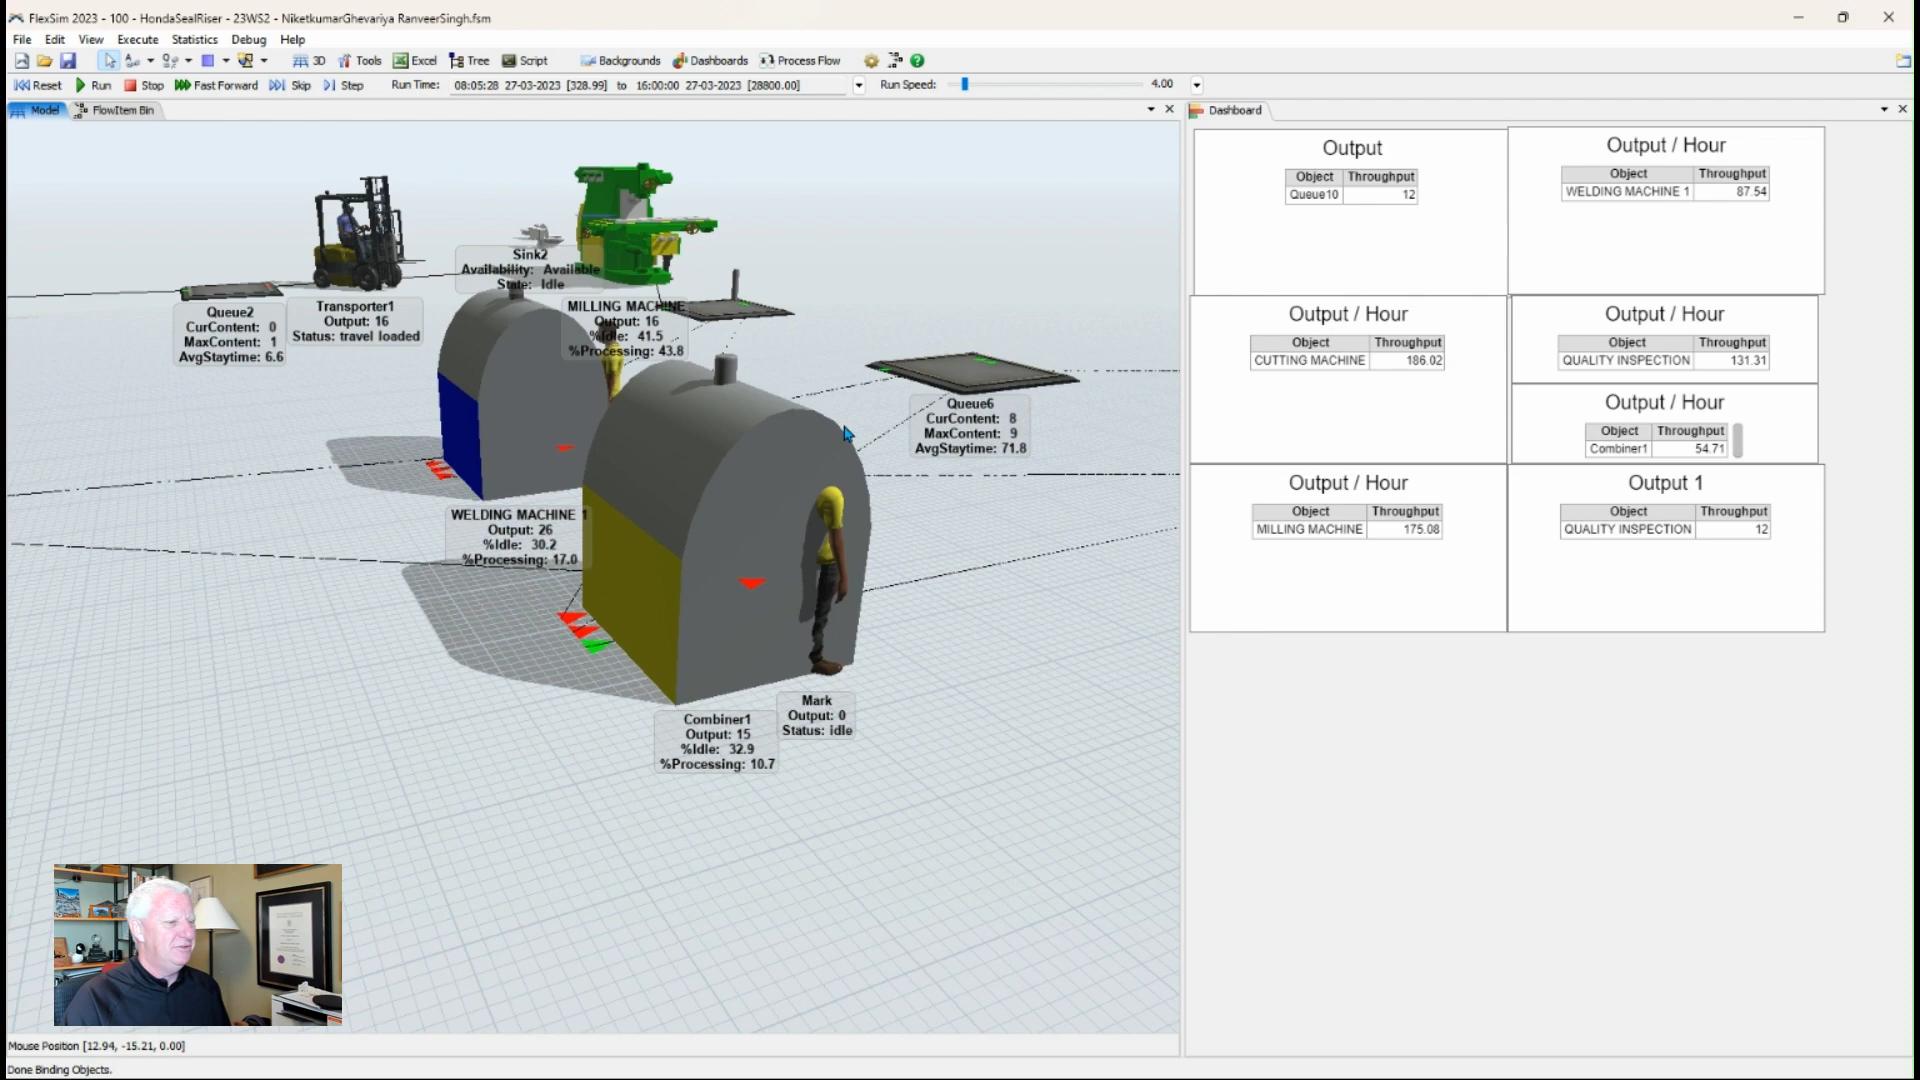 FlexSim 2023 - 100 - HondaSealRiser - 23WS2 - NiketkumarGhevariya RanveerSingh.fsm
File Edit View Execute Statistics Debug Help
3D Tools Excel Tree Script Backgrounds Dashboards Process Flow
Reset Run Stop Fast Forward Skip Step Run Time: 08:05:28 27-03-2023 [328.99] to 16:00:00 27-03-2023 [28800.00] Run Speed: 4.00
Model FlowItem Bin
Sink2
Availability: Available
State: Idle
Queue2
CurContent: 0
MaxContent: 1
AvgStaytime: 6.6
Transporter1
Output: 16
Status: travel loaded
MILLING MACHINE
Output: 16
%Idle: 41.5
%Processing: 43.8
Queue6
CurContent: 8
MaxContent: 9
AvgStaytime: 71.8
WELDING MACHINE 1
Output: 26
%Idle: 30.2
%Processing: 17.0
Combiner1
Output: 15
%Idle: 32.9
%Processing: 10.7
Mark
Output: 0
Status: idle
Dashboard
Output
Object Throughput
Queue10 12
Output / Hour
Object Throughput
WELDING MACHINE 1 87.54
Output / Hour
Object Throughput
CUTTING MACHINE 186.02
Output / Hour
Object Throughput
QUALITY INSPECTION 131.31
Output / Hour
Object Throughput
Combiner1 54.71
Output / Hour
Object Throughput
MILLING MACHINE 175.08
Output 1
Object Throughput
QUALITY INSPECTION 12
Mouse Position [12.94, -15.21, 0.00]
Done Binding Objects.